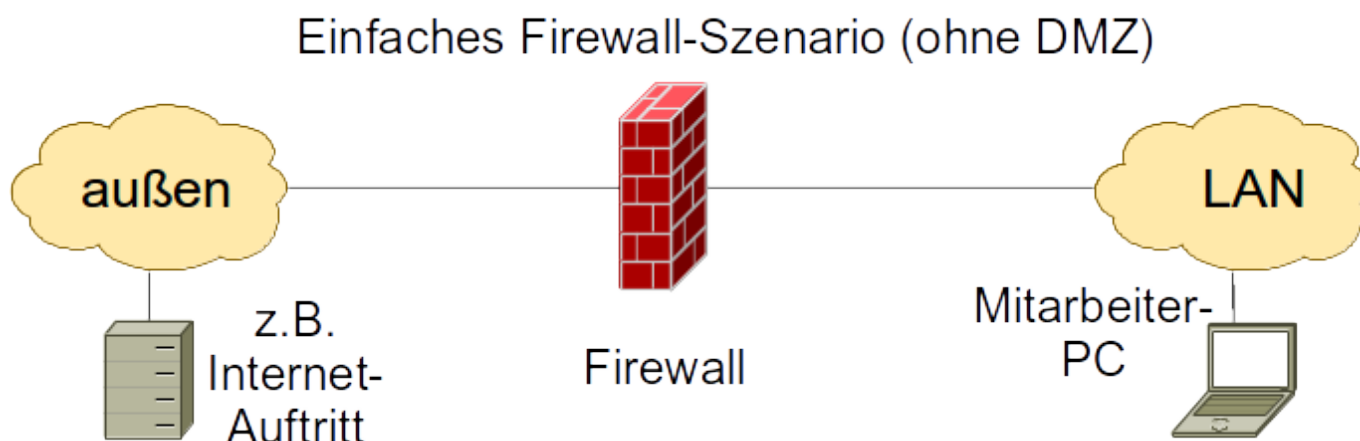 Einfaches Firewall-Szenario (ohne DMZ)
außen
LAN
z.B.
Internet-
Auftritt
Firewall
Mitarbeiter-
PC